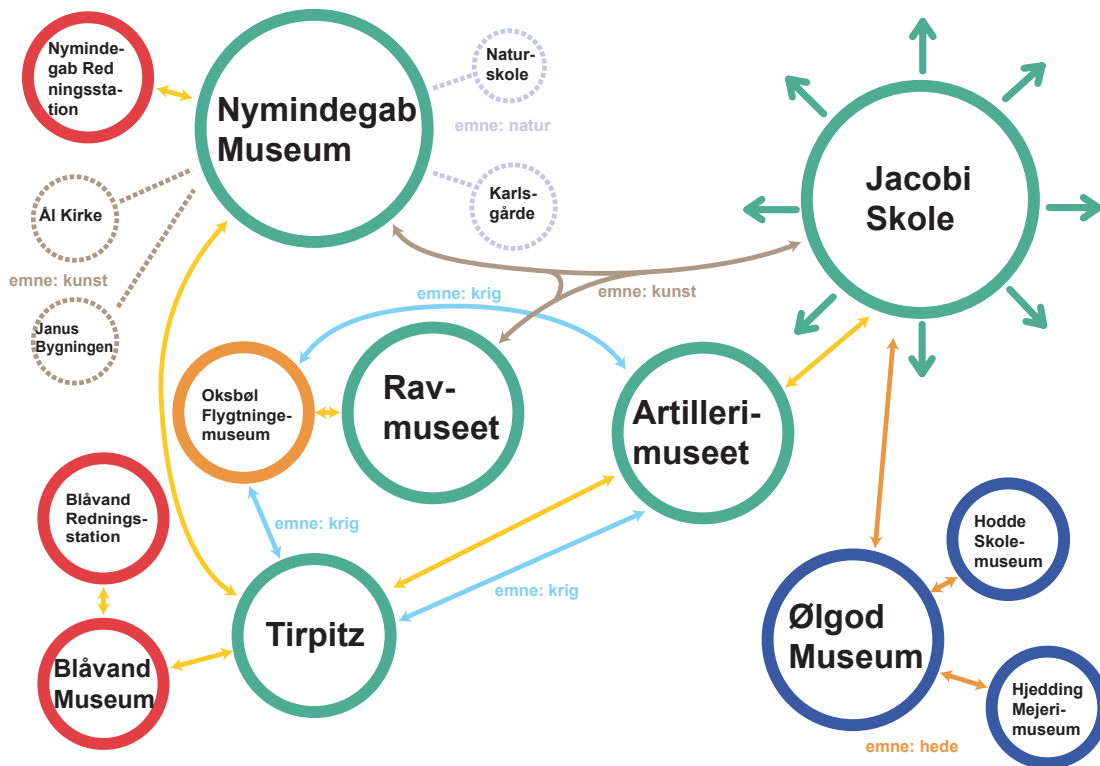 Nyminde-
gab Red
ningssta-
tion
Nymindegab
Museum
Natur-
skole
emne: natur
Karls-
gårde
Jacobi
Skole
Ål Kirke
emne: kunst
Janus
Bygningen
emne: krig
emne: kunst
Oksbøl
Flygtninge-
museum
Rav-
museet
Artilleri-
museet
Blåvand
Rednings-
station
emne: krig
Hodde
Skole-
museum
emne: krig
Tirpitz
Ølgod
Museum
Blåvand
Museum
Hjedding
Mejeri-
museum
emne: hede